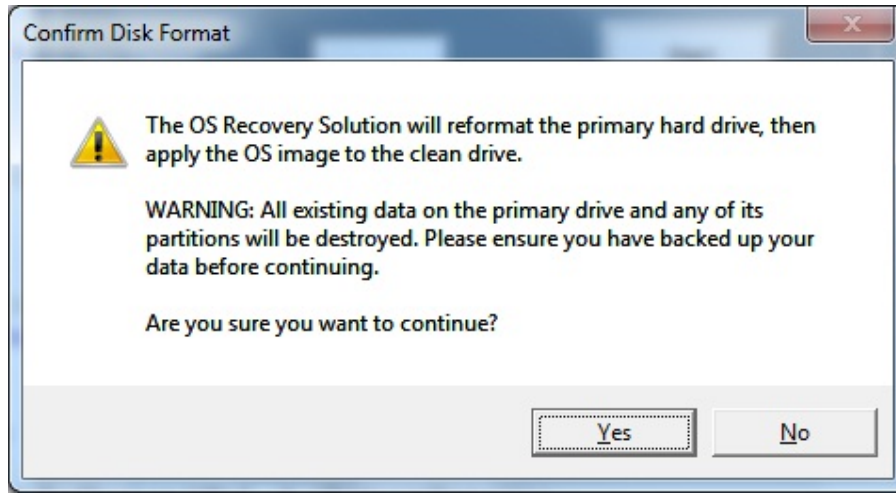 Confirm Disk Format
The OS Recovery Solution will reformat the primary hard drive, then
apply the OS image to the clean drive.
WARNING: All existing data on the primary drive and any of its
partitions will be destroyed. Please ensure you have backed up your
data before continuing.
Are you sure you want to continue?
Yes
No